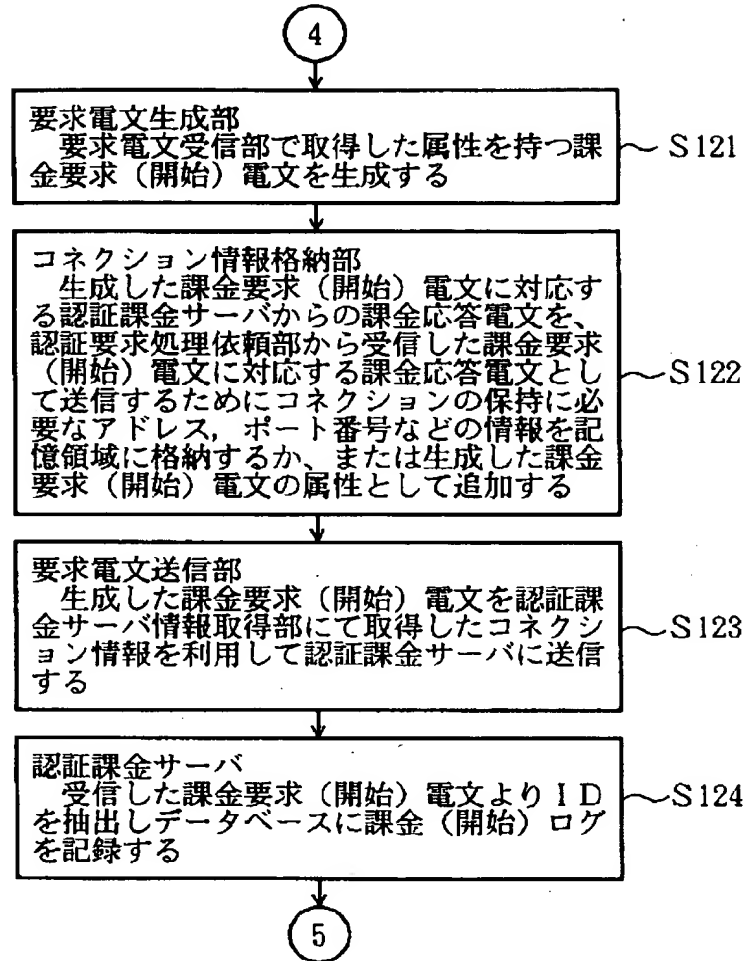 4
要求電文生成部
要求電文受信部で取得した属性を持つ課
金要求（開始）電文を生成する
S121
コネクション情報格納部
生成した課金要求（開始）電文に対応す
る認証課金サーバからの課金応答電文を、
認証要求処理依頼部から受信した課金要求
（開始）電文に対応する課金応答電文とし
て送信するためにコネクションの保持に必
要なアドレス，ポート番号などの情報を記
憶領域に格納するか、または生成した課金
要求（開始）電文の属性として追加する
S122
要求電文送信部
生成した課金要求（開始）電文を認証課
金サーバ情報取得部にて取得したコネクシ
ョン情報を利用して認証課金サーバに送信
する
S123
認証課金サーバ
受信した課金要求（開始）電文よりＩＤ
を抽出しデータベースに課金（開始）ログ
を記録する
S124
5